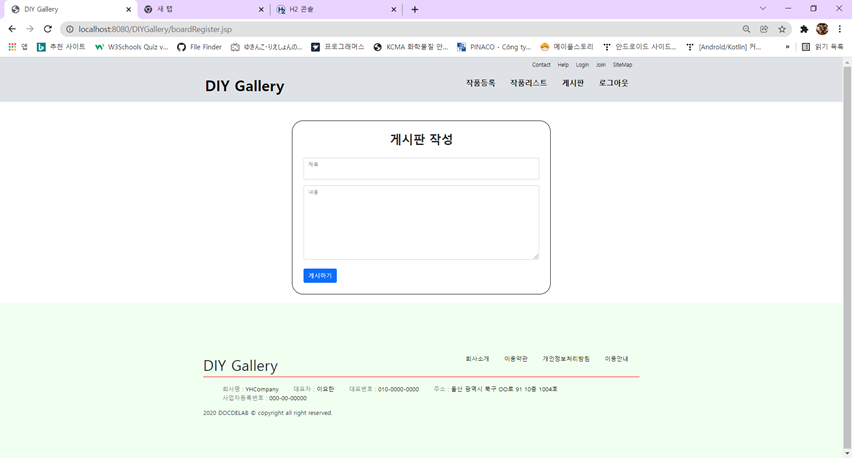 DIY Gallery
새 탭
H2 콘솔
localhost:8080/DIYGallery/boardRegister.jsp
앱 추천 사이트 W3Schools Quiz v... File Finder ゆきんこ·りえしょんの... 프로그래머스 KCMA 화학물질 안... PINACO - Công ty... 메이플스토리 안드로이드 사이드... [Android/Kotlin] 커... » 읽기 목록
Contact Help Login Join SiteMap
DIY Gallery 작품등록 작품리스트 게시판 로그아웃
게시판 작성
제목
내용
게시하기
DIY Gallery 회사소개 이용약관 개인정보처리방침 이용안내
회사명 : YHCompany 대표자 : 이요한 대표번호 : 010-0000-0000 주소 : 울산 광역시 북구 OO로 91 10층 1004호
사업자등록번호 : 000-00-00000
2020 DOCDELAB © copyright all right reserved.